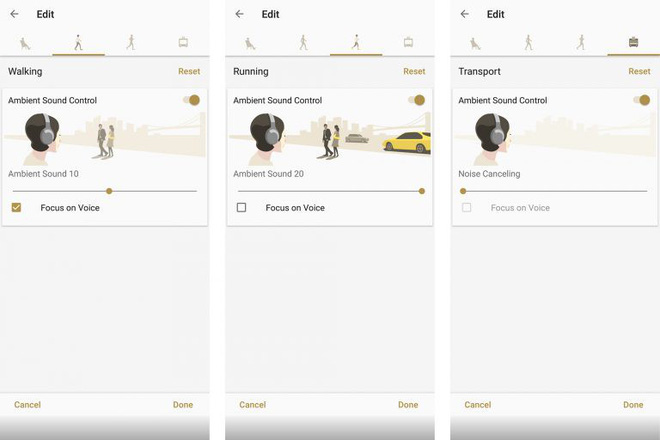 Edit
Walking
Reset
Ambient Sound Control
Ambient Sound 10
Focus on Voice
Cancel
Done
Edit
Running
Reset
Ambient Sound Control
Ambient Sound 20
Focus on Voice
Cancel
Done
Edit
Transport
Reset
Ambient Sound Control
Noise Canceling
Focus on Voice
Cancel
Done